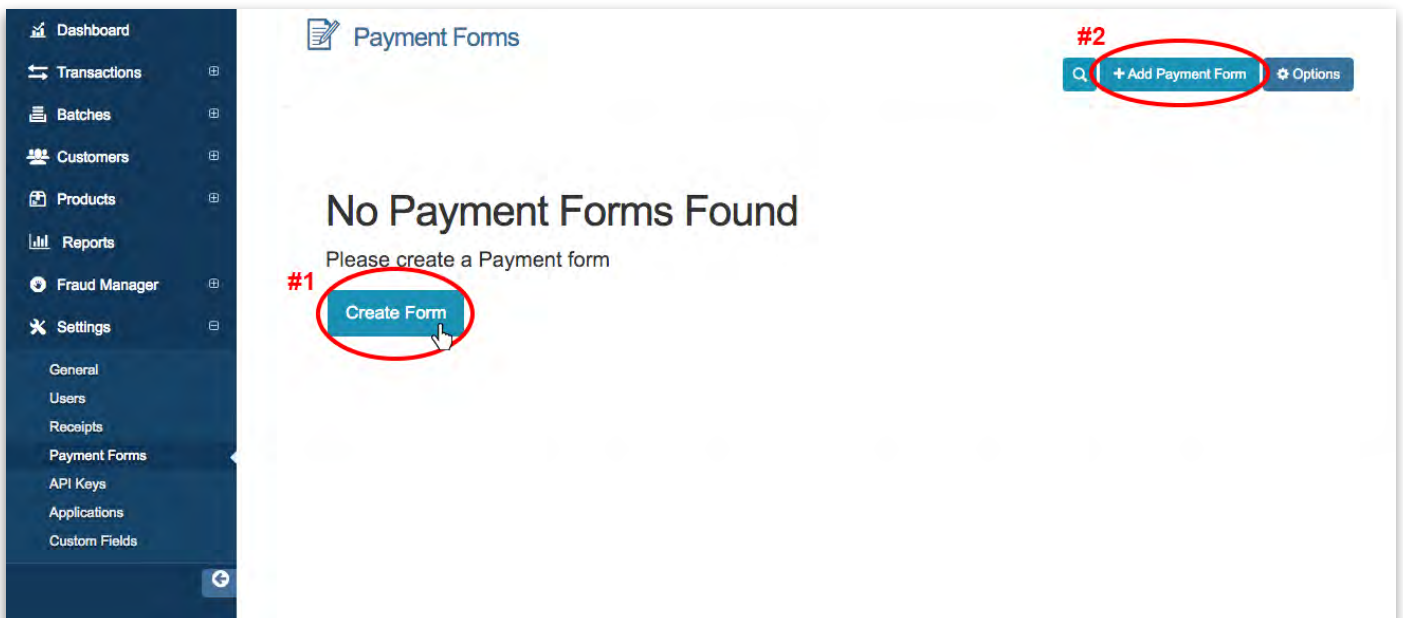 Dashboard
Transactions
Batches
Customers
Products
Reports
Fraud Manager
Settings
General
Users
Receipts
Payment Forms
API Keys
Applications
Custom Fields
Payment Forms
#2
+ Add Payment Form
Options
No Payment Forms Found
Please create a Payment form
#1
Create Form